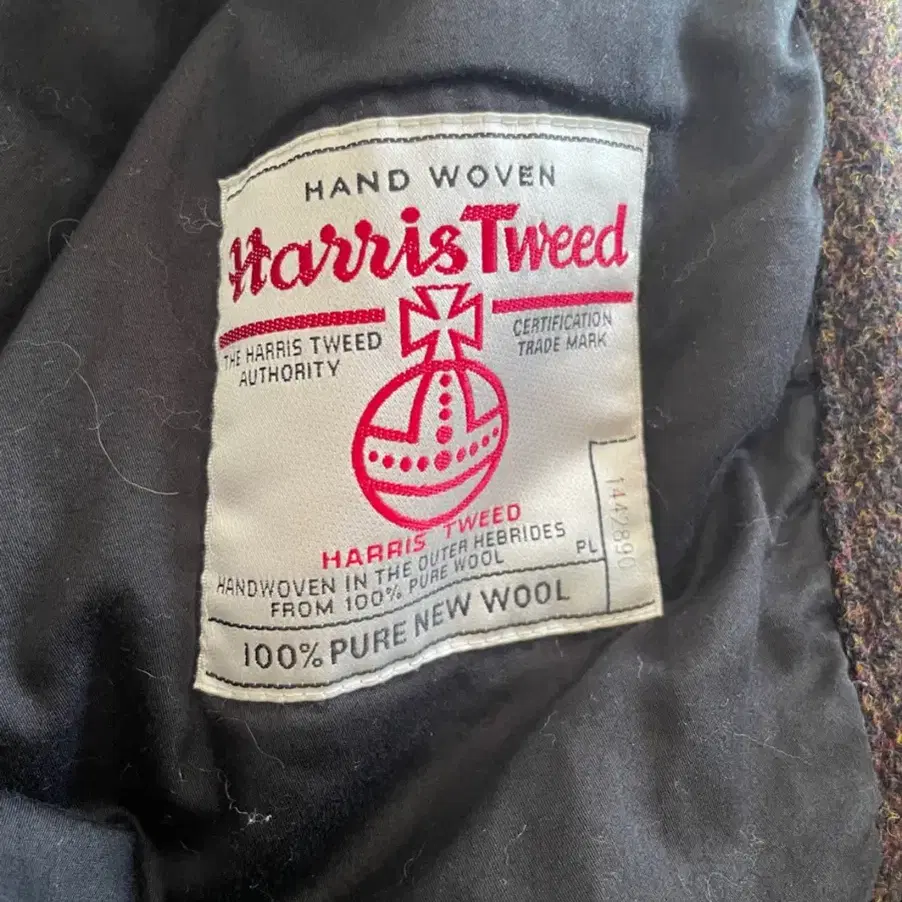 HAND WOVEN
Harris Tweed
THE HARRIS TWEED
AUTHORITY
CERTIFICATION
TRADE MARK
HARRIS TWEED
HANDWOVEN IN THE OUTER HEBRIDES
FROM 100% PURE WOOL
PL
1442890
100% PURE NEW WOOL